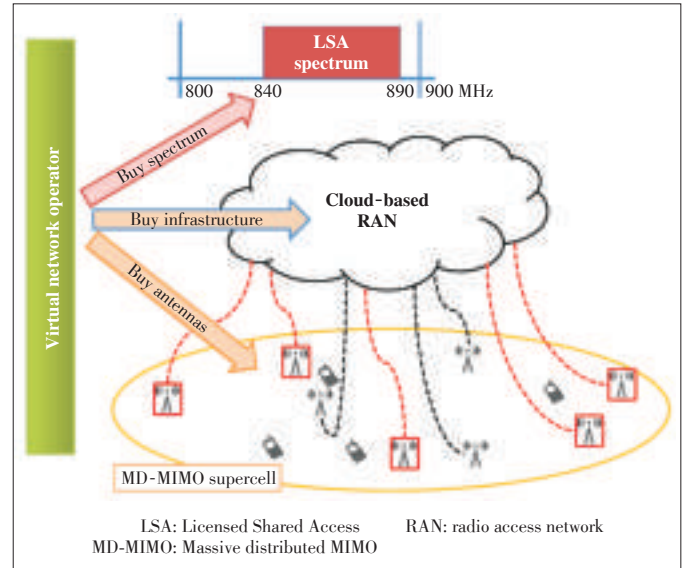 LSA
spectrum
800 840 890 900 MHz
Virtual network operator
Buy spectrum
Buy infrastructure
Buy antennas
Cloud-based
RAN
MD-MIMO supercell
LSA: Licensed Shared Access RAN: radio access network
MD-MIMO: Massive distributed MIMO